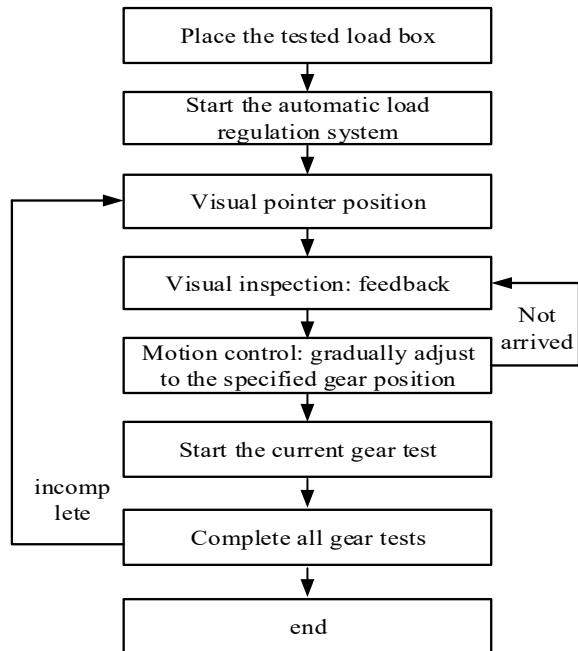 Place the tested load box
Start the automatic load
regulation system
Visual pointer position
Visual inspection: feedback
Not
arrived
Motion control: gradually adjust
to the specified gear position
Start the current gear test
incomp
lete
Complete all gear tests
end